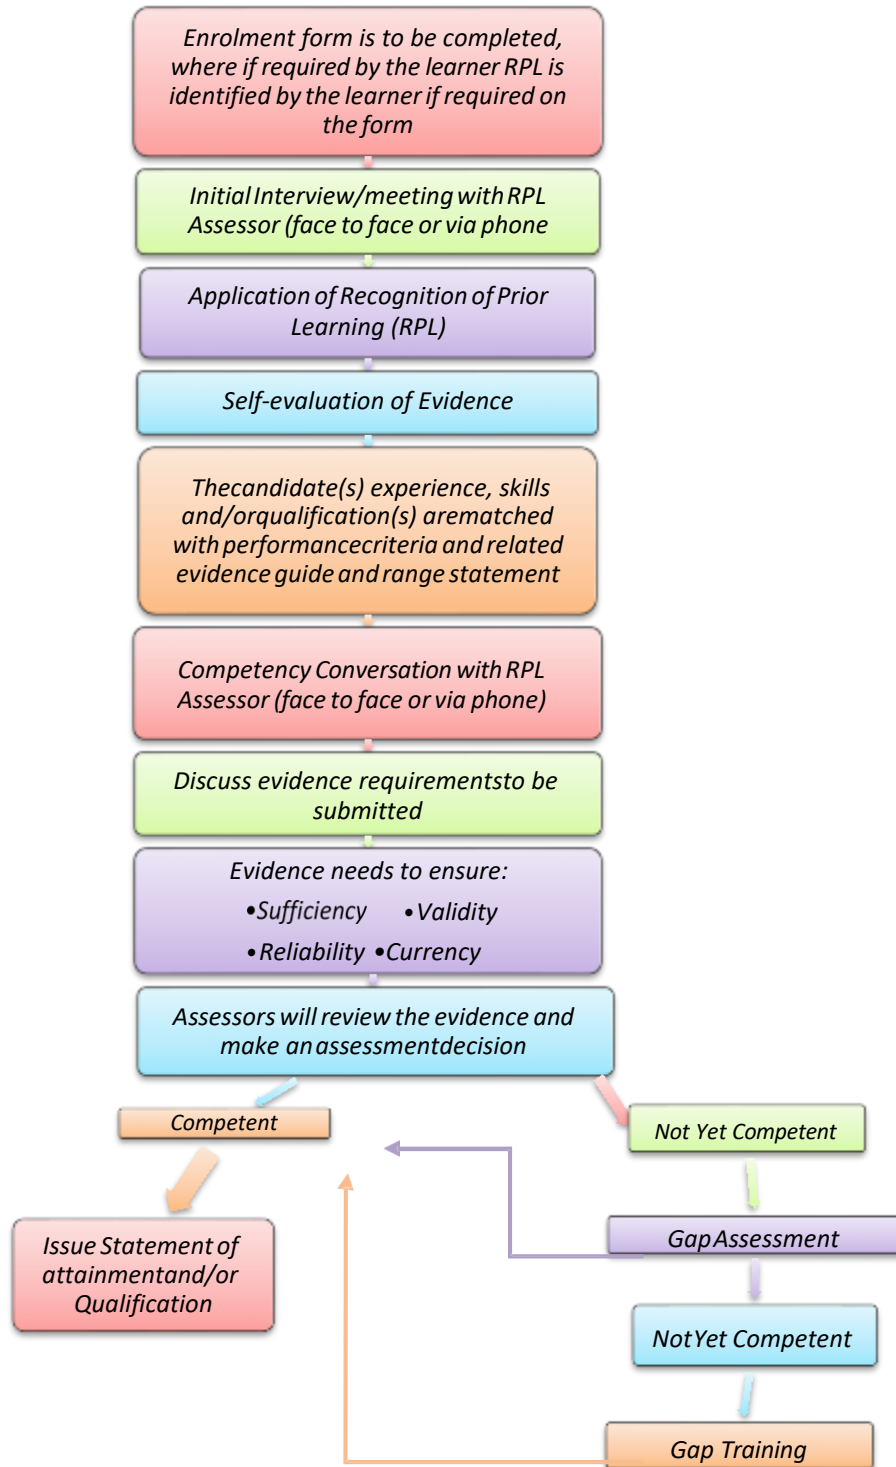 Enrolment form is to be completed,
where if required by the learner RPL is
identified by the learner if required on
the form
Initial Interview/meeting with RPL
Assessor (face to face or via phone
Application of Recognition of Prior
Learning (RPL)
Self-evaluation of Evidence
Thecandidate(s) experience, skills
and/orqualification(s) arematched
with performancecriteria and related
evidence guide and range statement
Competency Conversation with RPL
Assessor (face to face or via phone)
Discuss evidence requirementsto be
submitted
Evidence needs to ensure:
•Sufficiency •Validity
•Reliability •Currency
Assessors will review the evidence and
make anassessmentdecision
Competent
Not Yet Competent
Issue Statement of
attainmentand/or
Qualification
GapAssessment
NotYet Competent
Gap Training